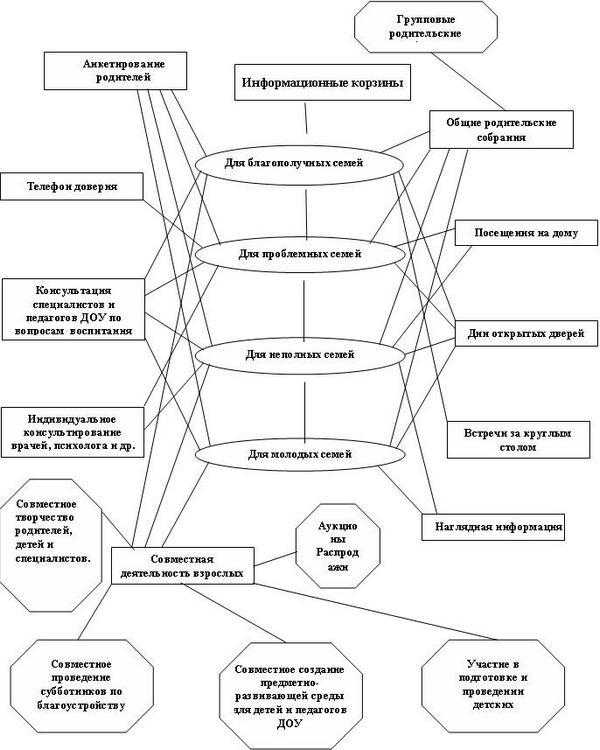 Групповые
родительские
Анкетирование
родителей
Информационные корзины
Общие родительские
собрания
Для благополучных семей
Телефон доверия
Посещения на дому
Для проблемных семей
Консультация
специалистов и
педагогов ДОУ по
вопросам воспитания
Дни открытых дверей
Для неполных семей
Индивидуальное
консультирование
врачей, психолога и др.
Встречи за круглым
столом
Для молодых семей
Совместное
творчество
родителей,
детей и
специалистов.
Аукцио
ны
Распрод
ажи
Наглядная информация
Совместная
деятельность взрослых
Совместное
проведение
субботников по
благоустройству
Совместное создание
предметно-
развивающей среды
для детей и педагогов
ДОУ
Участие в
подготовке и
проведении
детских